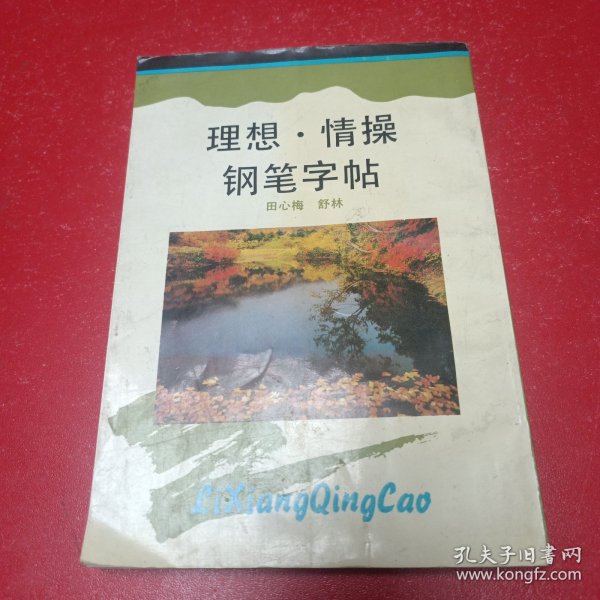 理想·情操
钢笔字帖
田心梅 舒林
LiXiangQingCao
孔夫子旧书网
www.kongfz.com